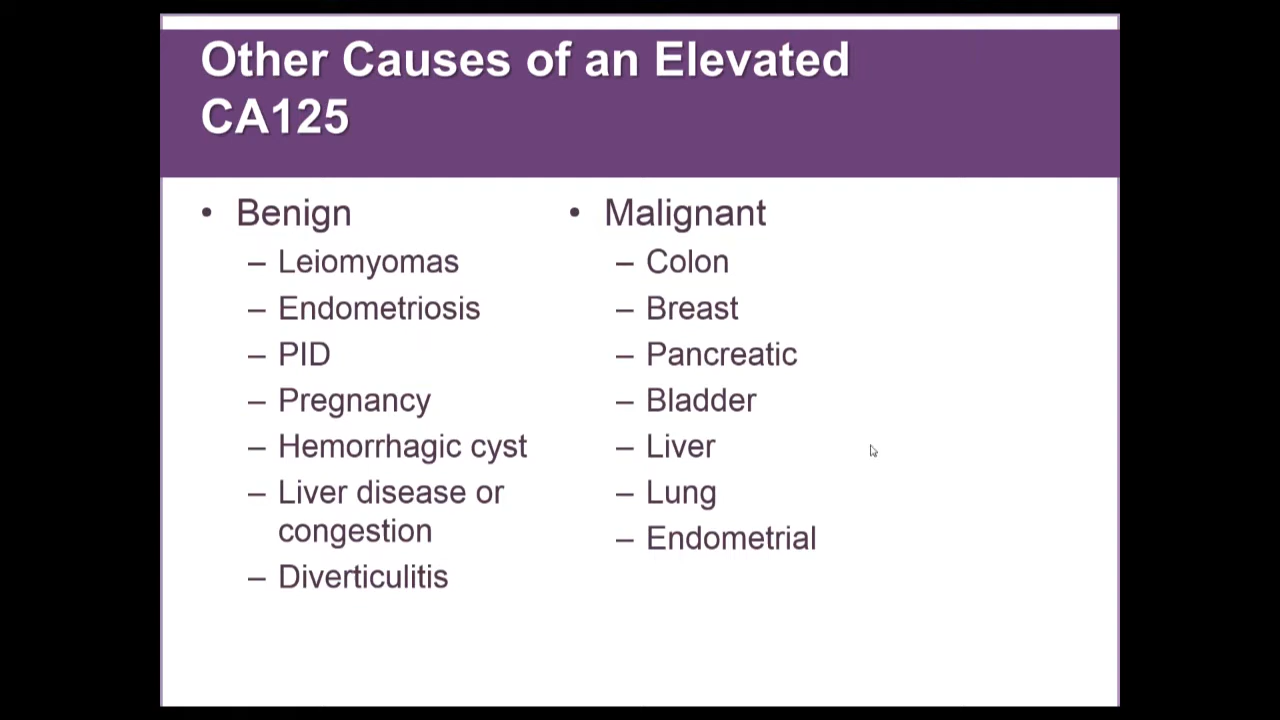 Other Causes of an Elevated
CA125
• Benign
– Leiomyomas
– Endometriosis
– PID
– Pregnancy
– Hemorrhagic cyst
– Liver disease or
congestion
– Diverticulitis
• Malignant
– Colon
– Breast
– Pancreatic
– Bladder
– Liver
– Lung
– Endometrial